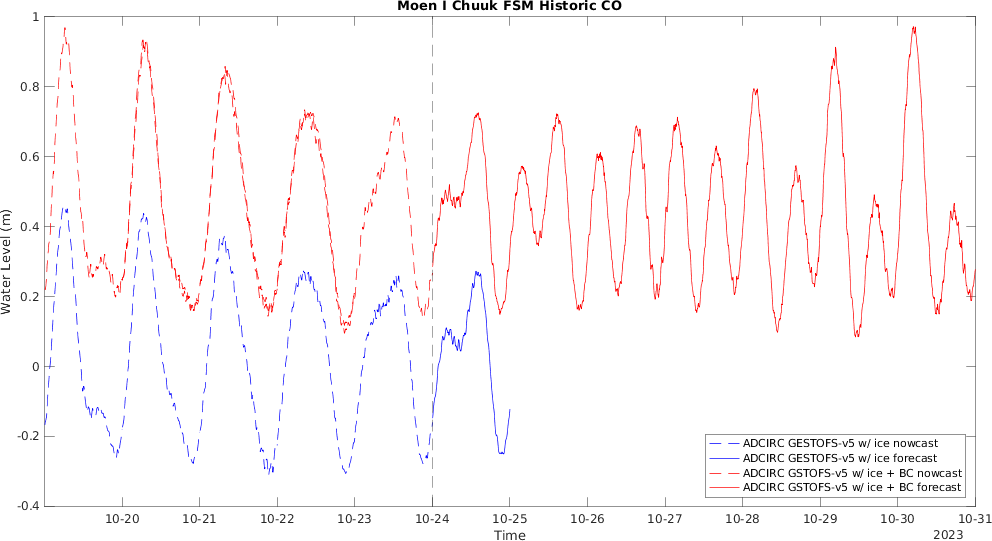 Moen I Chuuk FSM Historic CO
1
0.8
0.6
0.4
0.2
0
-0.2
-0.4
Water Level (m)
10-20 10-21 10-22 10-23 10-24 10-25 10-26 10-27 10-28 10-29 10-30 10-31
Time
2023
ADCIRC GESTOFS-v5 w/ ice nowcast
ADCIRC GESTOFS-v5 w/ ice forecast
ADCIRC GSTOFS-v5 w/ ice + BC nowcast
ADCIRC GSTOFS-v5 w/ ice + BC forecast